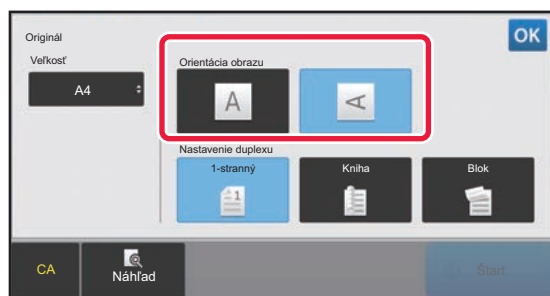 Originál
OK
Veľkosť
Orientácia obrazu
A4
A
A
Nastavenie duplexu
1-stranný
Kniha
Blok
1
CA
Náhľad
Štart